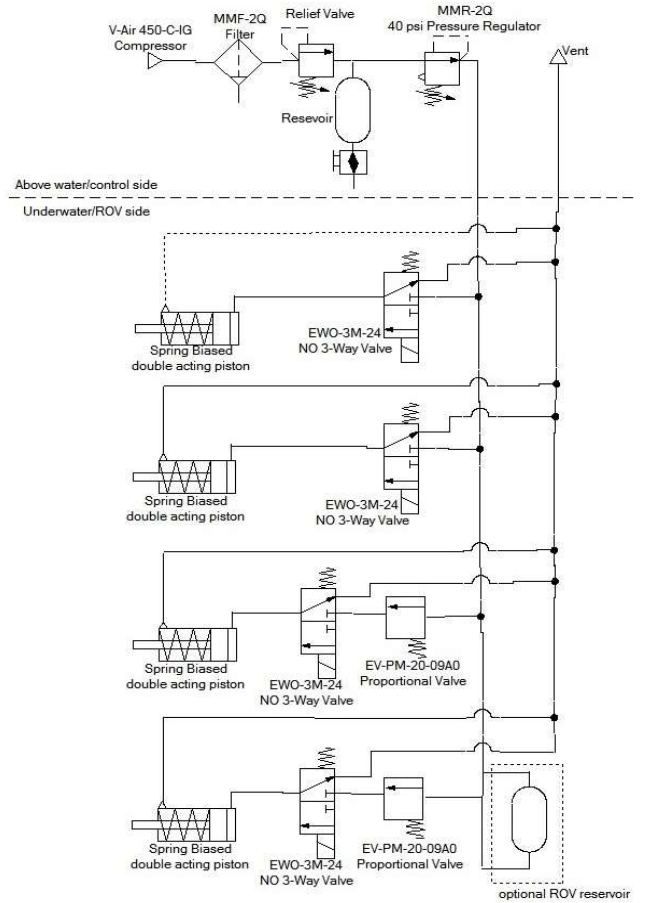 V-Air 450-C-IG
Compressor
MMF-2Q
Filter
Relief Valve
MMR-2Q
40 psi Pressure Regulator
Vent
Resevoir
Above water/control side
Underwater/ROV side
EWO-3M-24
NO 3-Way Valve
Spring Biased
double acting piston
EWO-3M-24
NO 3-Way Valve
Spring Biased
double acting piston
EV-PM-20-09A0
Proportional Valve
EWO-3M-24
NO 3-Way Valve
Spring Biased
double acting piston
EV-PM-20-09A0
Proportional Valve
EWO-3M-24
NO 3-Way Valve
Spring Biased
double acting piston
optional ROV reservoir